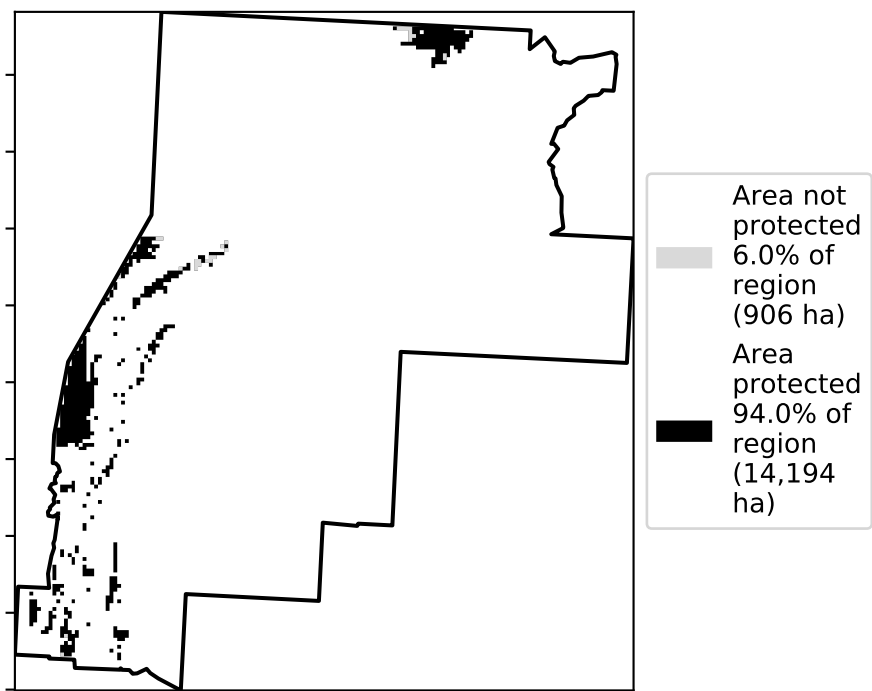 Area not
protected
6.0% of
region
(906 ha)
Area
protected
94.0% of
region
(14,194
ha)